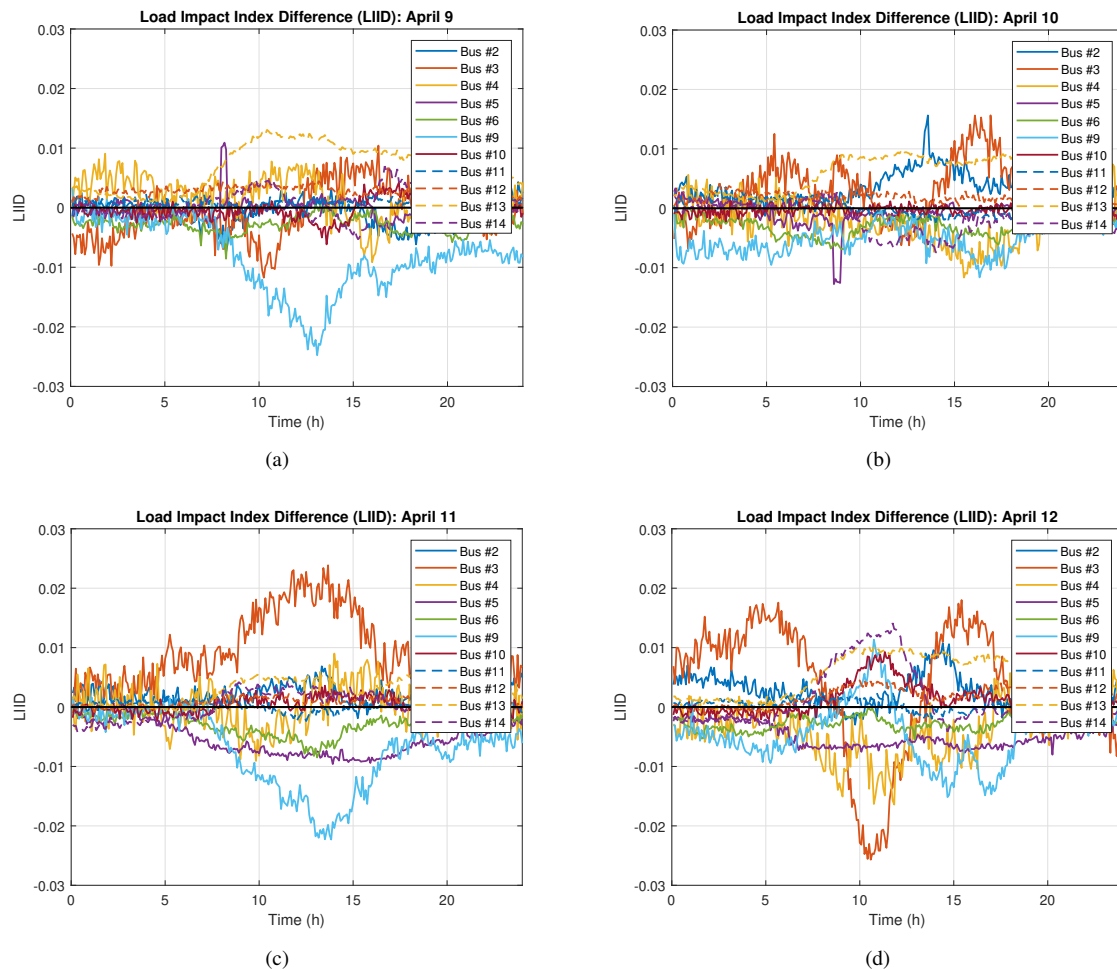 Load Impact Index Difference (LIID): April 9
0.03
0.02
0.01
0
-0.01
-0.02
-0.03
LIID
0
5
10
15
20
Time (h)
Bus #2
Bus #3
Bus #4
Bus #5
Bus #6
Bus #9
Bus #10
Bus #11
Bus #12
Bus #13
Bus #14
(a)
Load Impact Index Difference (LIID): April 10
0.03
0.02
0.01
0
-0.01
-0.02
-0.03
LIID
0
5
10
15
20
Time (h)
Bus #2
Bus #3
Bus #4
Bus #5
Bus #6
Bus #9
Bus #10
Bus #11
Bus #12
Bus #13
Bus #14
(b)
Load Impact Index Difference (LIID): April 11
0.03
0.02
0.01
0
-0.01
-0.02
-0.03
LIID
0
5
10
15
20
Time (h)
Bus #2
Bus #3
Bus #4
Bus #5
Bus #6
Bus #9
Bus #10
Bus #11
Bus #12
Bus #13
Bus #14
(c)
Load Impact Index Difference (LIID): April 12
0.03
0.02
0.01
0
-0.01
-0.02
-0.03
LIID
0
5
10
15
20
Time (h)
Bus #2
Bus #3
Bus #4
Bus #5
Bus #6
Bus #9
Bus #10
Bus #11
Bus #12
Bus #13
Bus #14
(d)